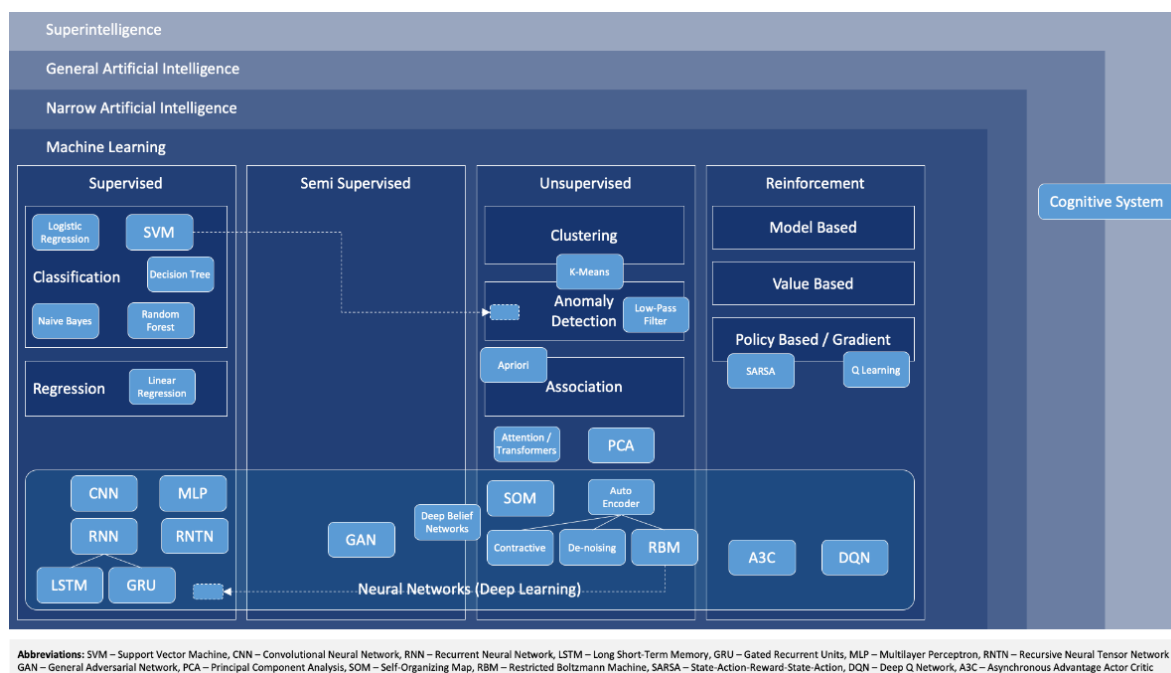 Superintelligence
General Artificial Intelligence
Narrow Artificial Intelligence
Machine Learning
Supervised
Logistic
Regression
SVM
Classification
Decision Tree
Naive Bayes
Random
Forest
Regression
Linear
Regression
Semi Supervised
Unsupervised
Clustering
K-Means
Anomaly
Detection
Low-Pass
Filter
Apriori
Association
Attention /
Transformers
PCA
Reinforcement
Model Based
Value Based
Policy Based / Gradient
SARSA
Q Learning
Cognitive System
CNN
MLP
RNN
RNTN
LSTM
GRU
GAN
Deep Belief
Networks
SOM
Auto
Encoder
Contractive
De-noising
RBM
A3C
DQN
Neural Networks (Deep Learning)
Abbreviations: SVM – Support Vector Machine, CNN – Convolutional Neural Network, RNN – Recurrent Neural Network, LSTM – Long Short-Term Memory, GRU – Gated Recurrent Units, MLP – Multilayer Perceptron, RNTN – Recursive Neural Tensor Network
GAN – General Adversarial Network, PCA – Principal Component Analysis, SOM – Self-Organizing Map, RBM – Restricted Boltzmann Machine, SARSA – State-Action-Reward-State-Action, DQN – Deep Q Network, A3C – Asynchronous Advantage Actor Critic